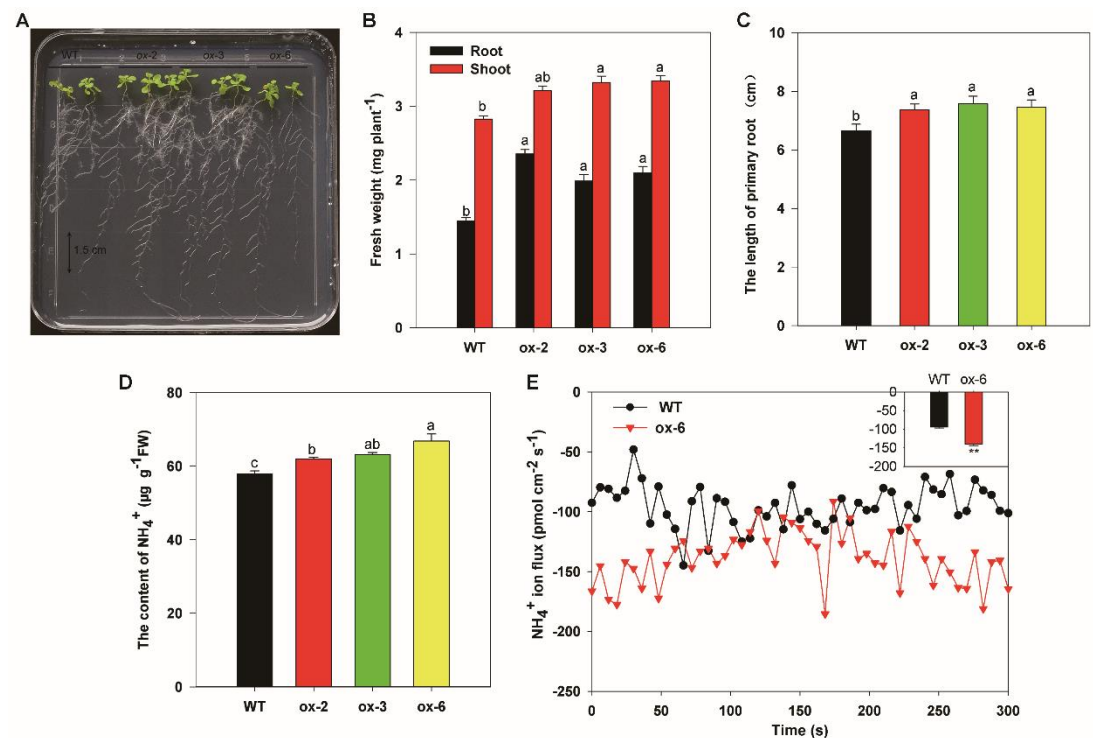 A
WT ox-2 ox-3 ox-6
1.5 cm
B
Fresh weight (mg plant⁻¹)
4
3
2
1
0
Root
Shoot
b
b
a
ab
a
a
a
a
WT ox-2 ox-3 ox-6
C
The length of primary root (cm)
10
8
6
4
2
0
b
a
a
a
WT ox-2 ox-3 ox-6
D
The content of NH₄⁺ (µg g⁻¹FW)
80
60
40
20
0
c
b
ab
a
WT ox-2 ox-3 ox-6
E
NH₄⁺ ion flux (pmol cm⁻² s⁻¹)
0
-50
-100
-150
-200
-250
WT
ox-6
WT ox-6
0
-50
-100
-150
-200
**
0 50 100 150 200 250 300
Time (s)